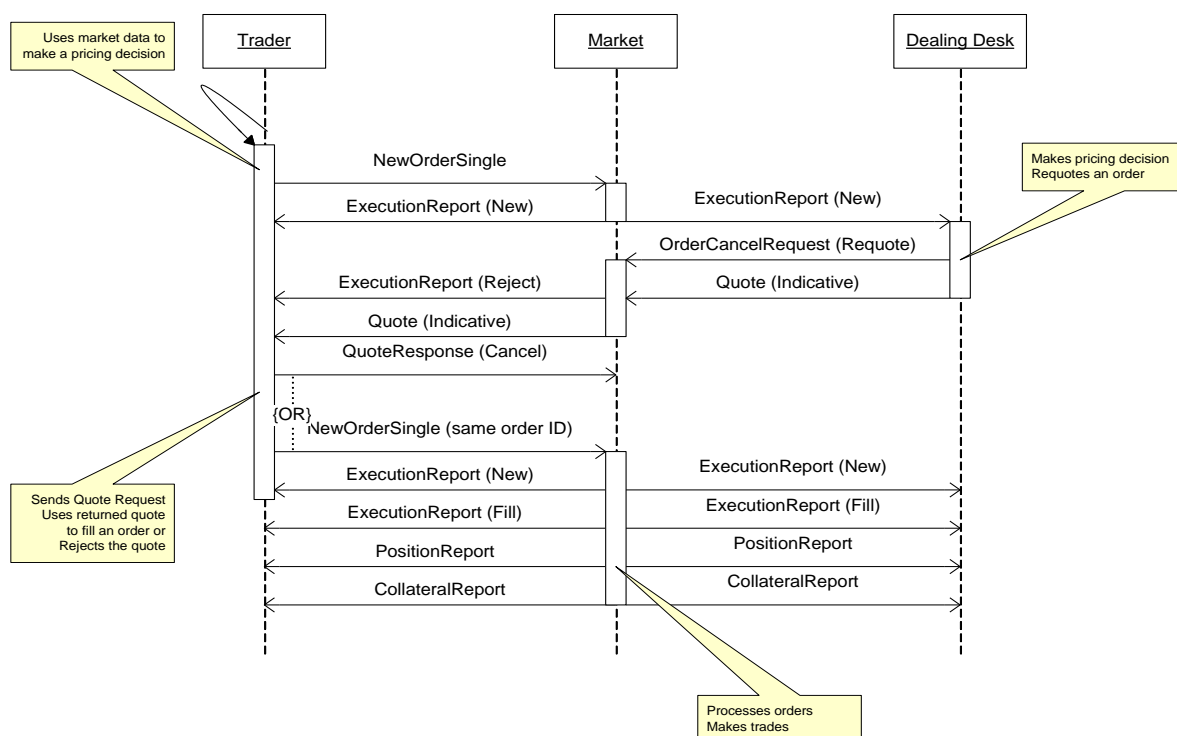 Uses market data to
make a pricing decision
Trader
Market
Dealing Desk
NewOrderSingle
Makes pricing decision
Requotes an order
ExecutionReport (New)
ExecutionReport (New)
OrderCancelRequest (Requote)
ExecutionReport (Reject)
Quote (Indicative)
Quote (Indicative)
QuoteResponse (Cancel)
{OR}
NewOrderSingle (same order ID)
ExecutionReport (New)
ExecutionReport (New)
Sends Quote Request
Uses returned quote
to fill an order or
Rejects the quote
ExecutionReport (Fill)
ExecutionReport (Fill)
PositionReport
PositionReport
CollateralReport
CollateralReport
Processes orders
Makes trades